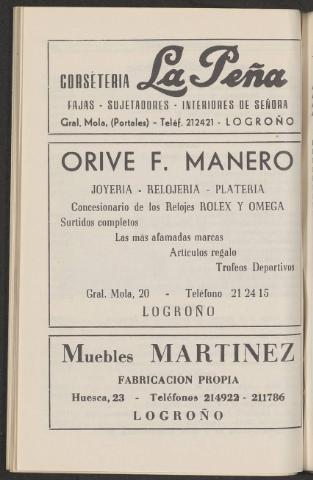 CORSETERIA La Peña
FAJAS - SUJETADORES - INTERIORES DE SEÑORA
Gral. Mola, (Portales) - Teléf. 212421 - LOGROÑO
ORIVE F. MANERO
JOYERIA - RELOJERIA - PLATERIA
Concesionario de los Relojes ROLEX Y OMEGA
Surtidos completos
Las más afamadas marcas
Artículos regalo
Trofeos Deportivos
Gral. Mola, 20 - Teléfono 21 24 15
LOGROÑO
Muebles MARTINEZ
FABRICACION PROPIA
Huesca, 23 - Teléfonos 214922 - 211786
LOGROÑO